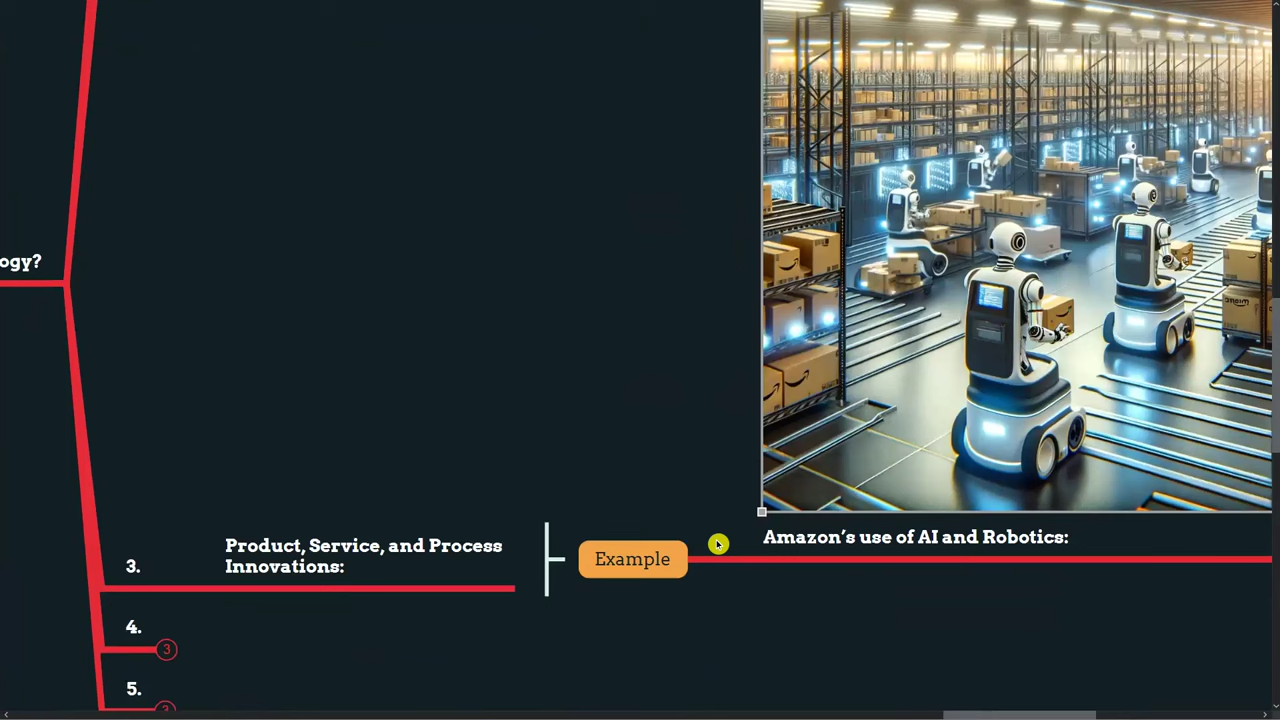 ogy?
3.
Product, Service, and Process
Innovations:
Example
Amazon's use of AI and Robotics:
4.
3
5.